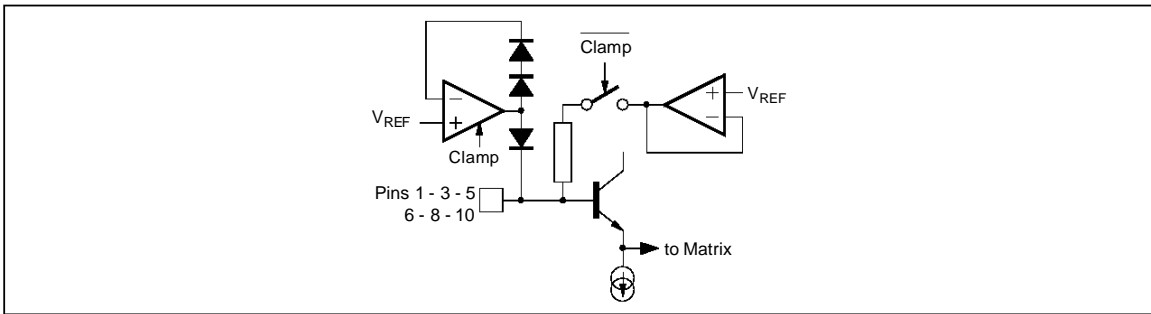 Clamp
V_REF
+
−
V_REF
−
+
Clamp
Pins 1 - 3 - 5
6 - 8 - 10
to Matrix